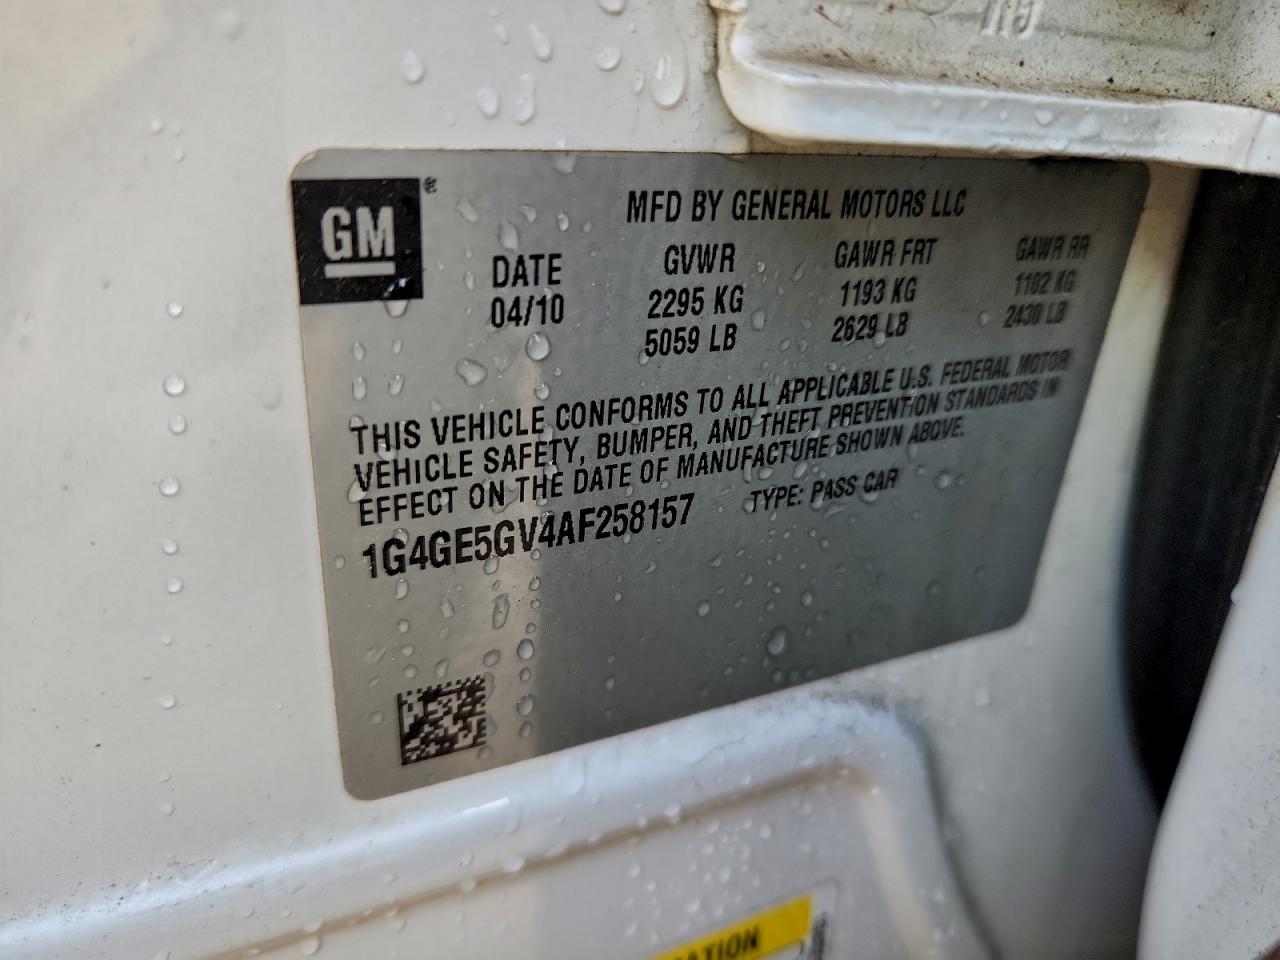 GM
MFD BY GENERAL MOTORS LLC
DATE GVWR GAWR FRT GAWR RR
04/10 2295 KG 1193 KG 1102 KG
5059 LB 2629 LB 2430 LB
THIS VEHICLE CONFORMS TO ALL APPLICABLE U.S. FEDERAL MOTOR
VEHICLE SAFETY, BUMPER, AND THEFT PREVENTION STANDARDS IN
EFFECT ON THE DATE OF MANUFACTURE SHOWN ABOVE.
1G4GE5GV4AF258157 TYPE: PASS CAR